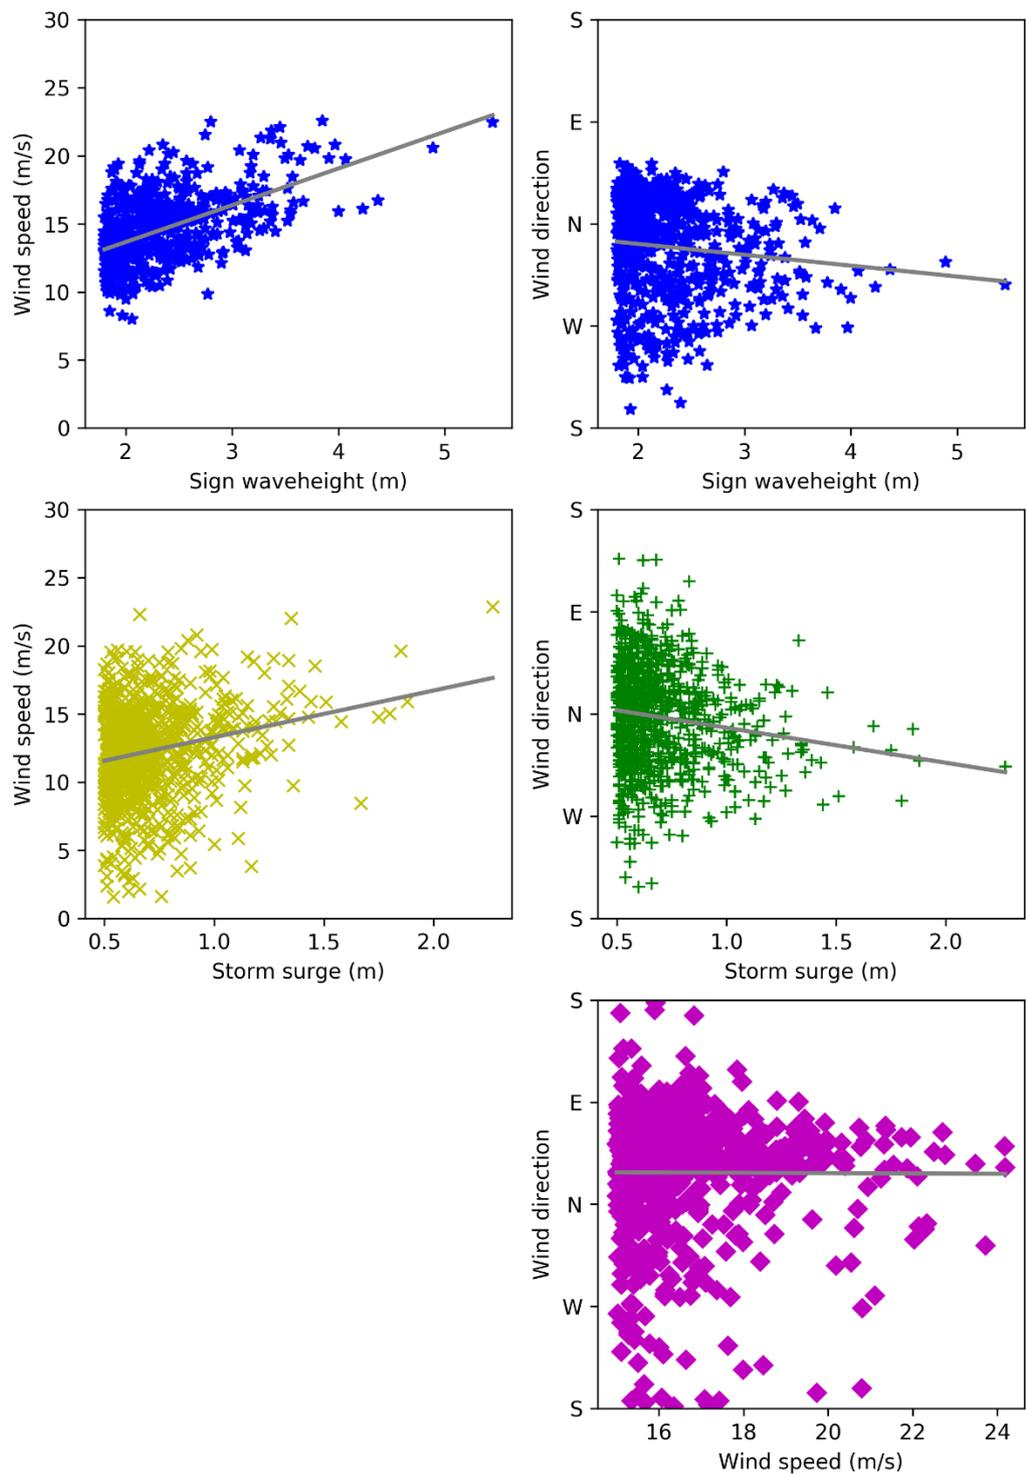 30
25
20
15
10
5
0
Wind speed (m/s)
2 3 4 5
Sign waveheight (m)
S
E
N
W
S
Wind direction
2 3 4 5
Sign waveheight (m)
30
25
20
15
10
5
0
Wind speed (m/s)
0.5 1.0 1.5 2.0
Storm surge (m)
S
E
N
W
S
Wind direction
0.5 1.0 1.5 2.0
Storm surge (m)
S
E
N
W
S
Wind direction
16 18 20 22 24
Wind speed (m/s)